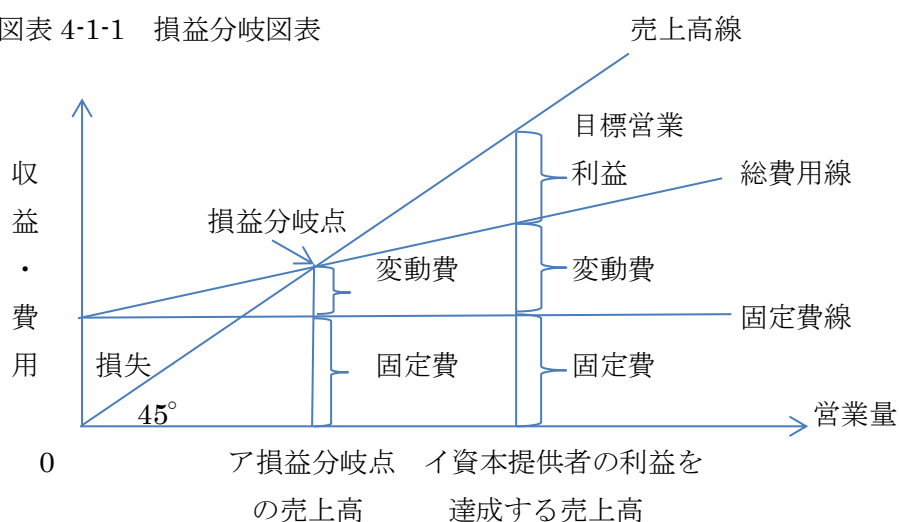 図表 4-1-1　損益分岐図表
売上高線
目標営業
利益
総費用線
収
益
・
費
用
損益分岐点
変動費
変動費
固定費線
損失
固定費
固定費
45°
営業量
0
ア損益分岐点
の売上高
イ資本提供者の利益を
達成する売上高